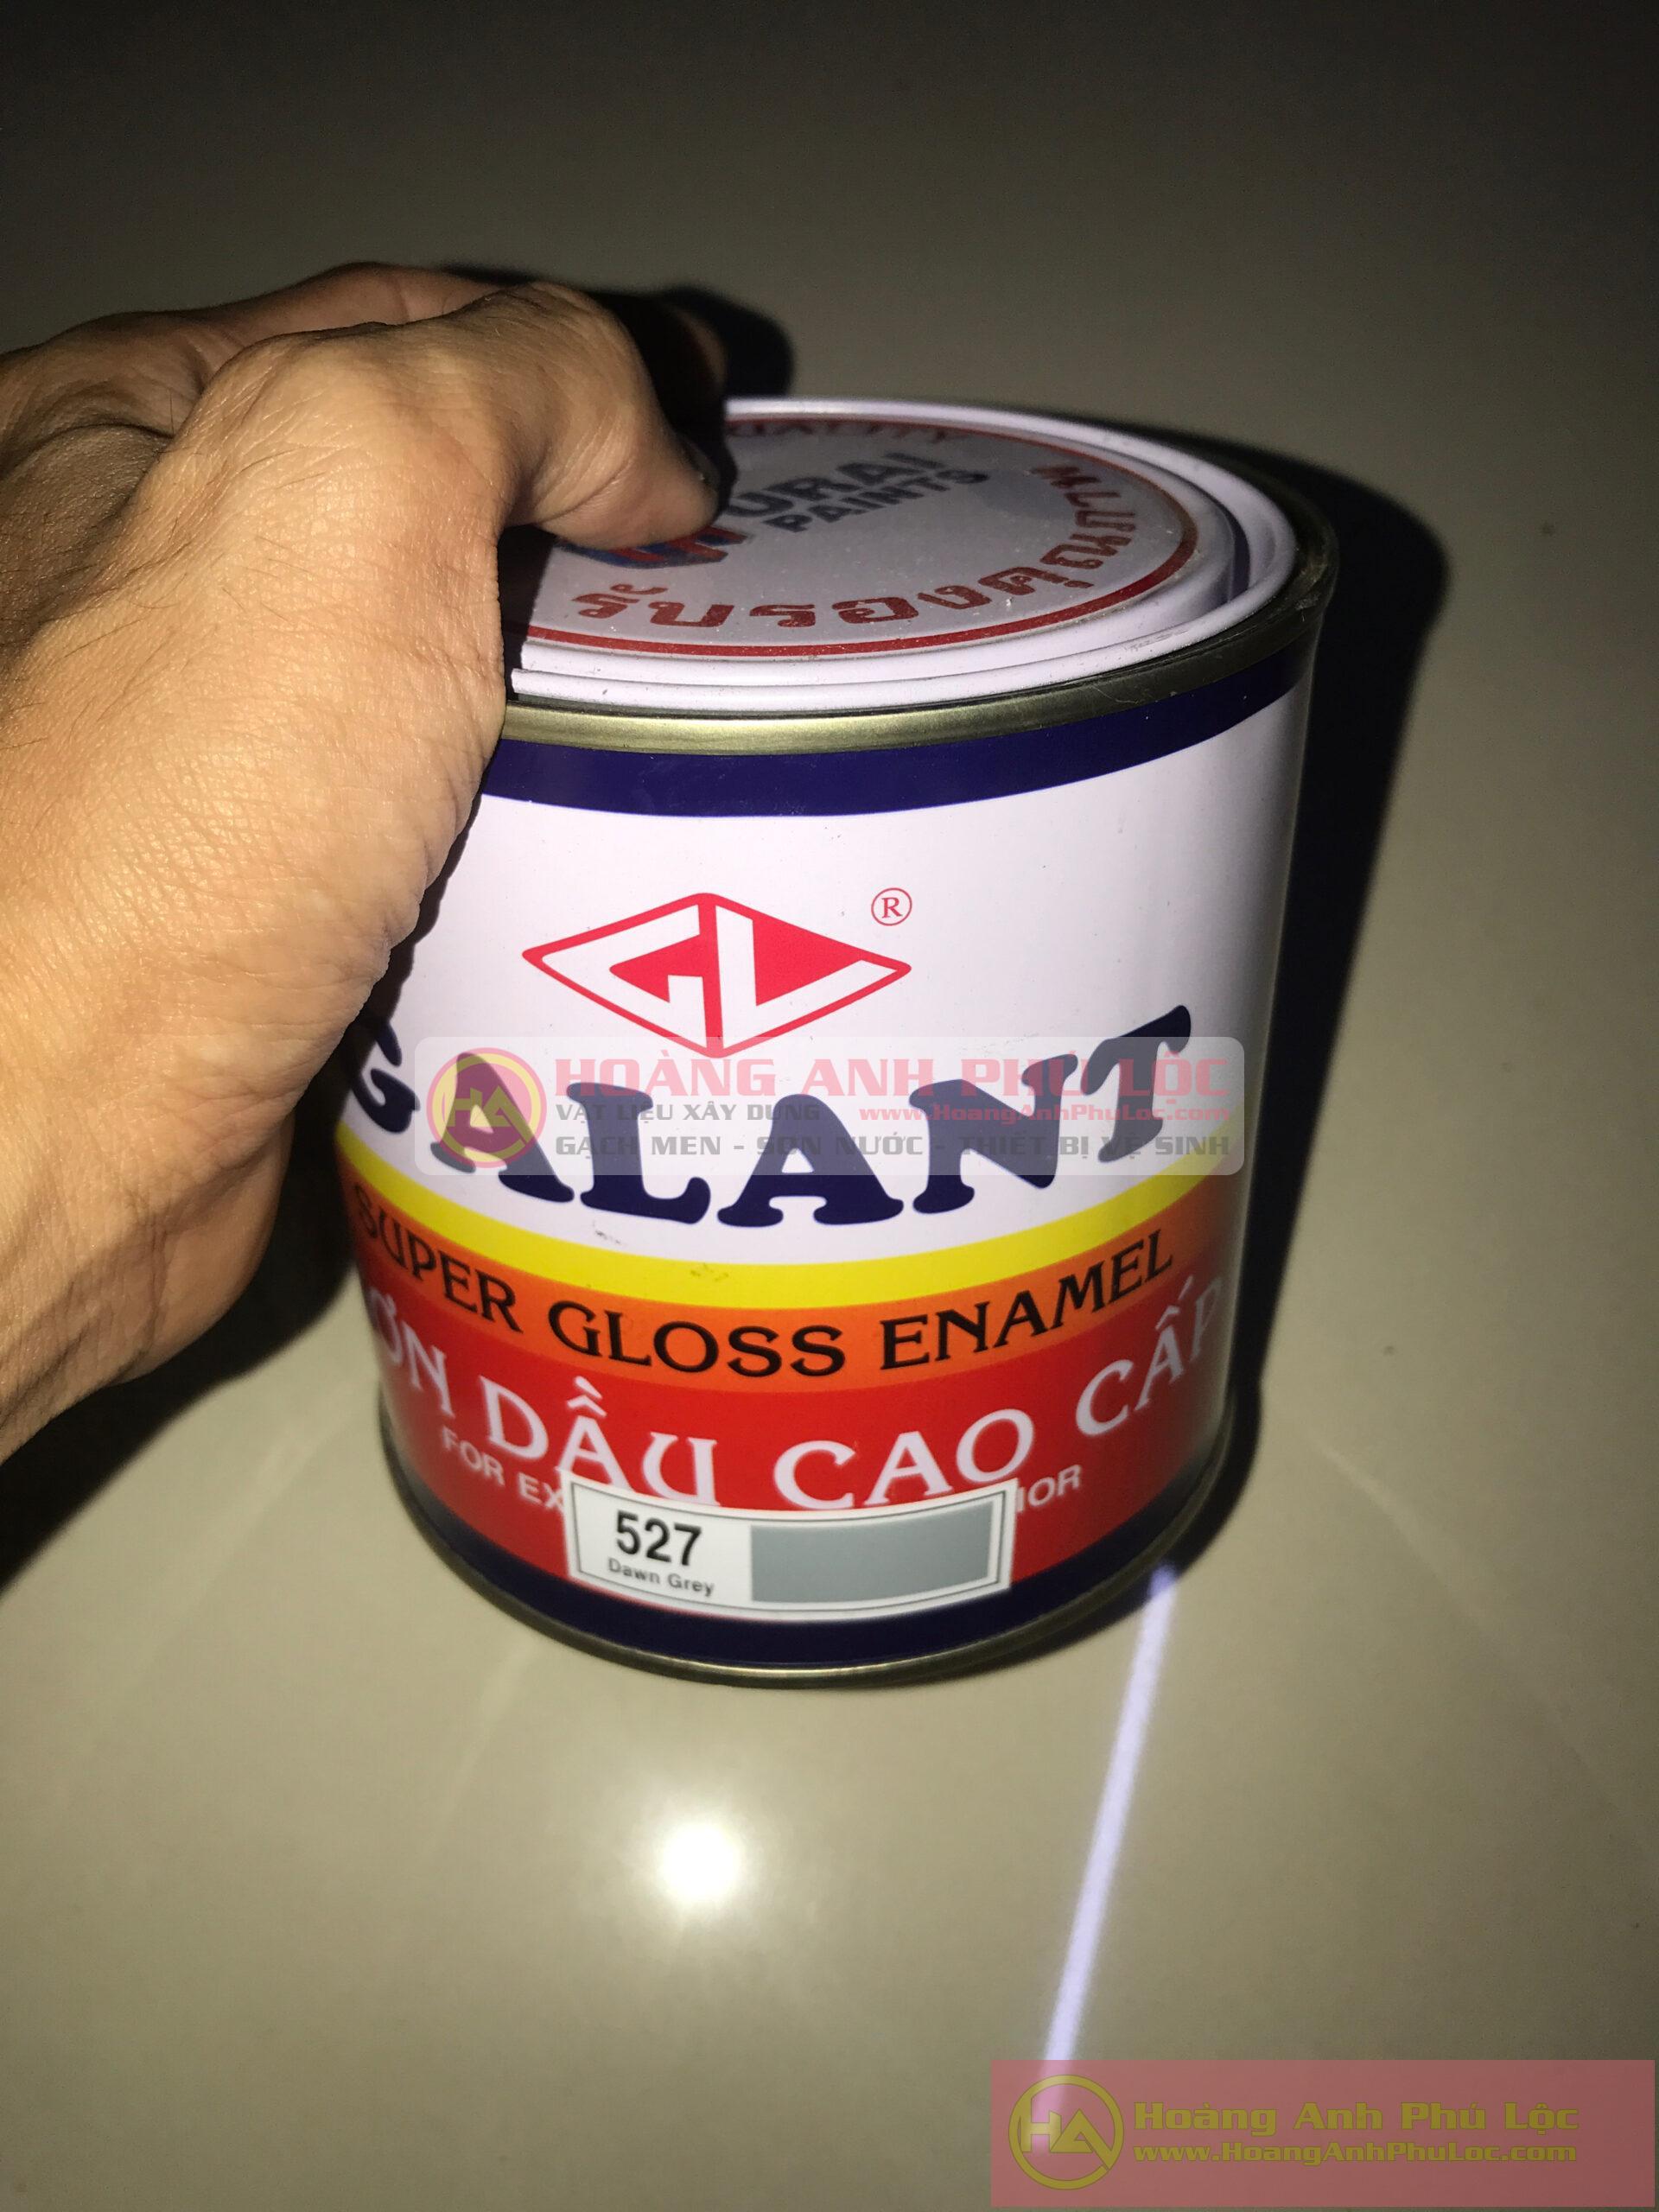 QUALITY
PAINTS
รับรองคุณภาพ
GL ®
GALANT
HOÀNG ANH PHÚ LỘC
VẬT LIỆU XÂY DỰNG www.HoangAnhPhuLoc.com
GẠCH MEN - SƠN NƯỚC - THIẾT BỊ VỆ SINH
SUPER GLOSS ENAMEL
ƠN DẦU CAO CẤP
FOR EX IOR
527
Dawn Grey
HA Hoàng Anh Phú Lộc
www.HoangAnhPhuLoc.com